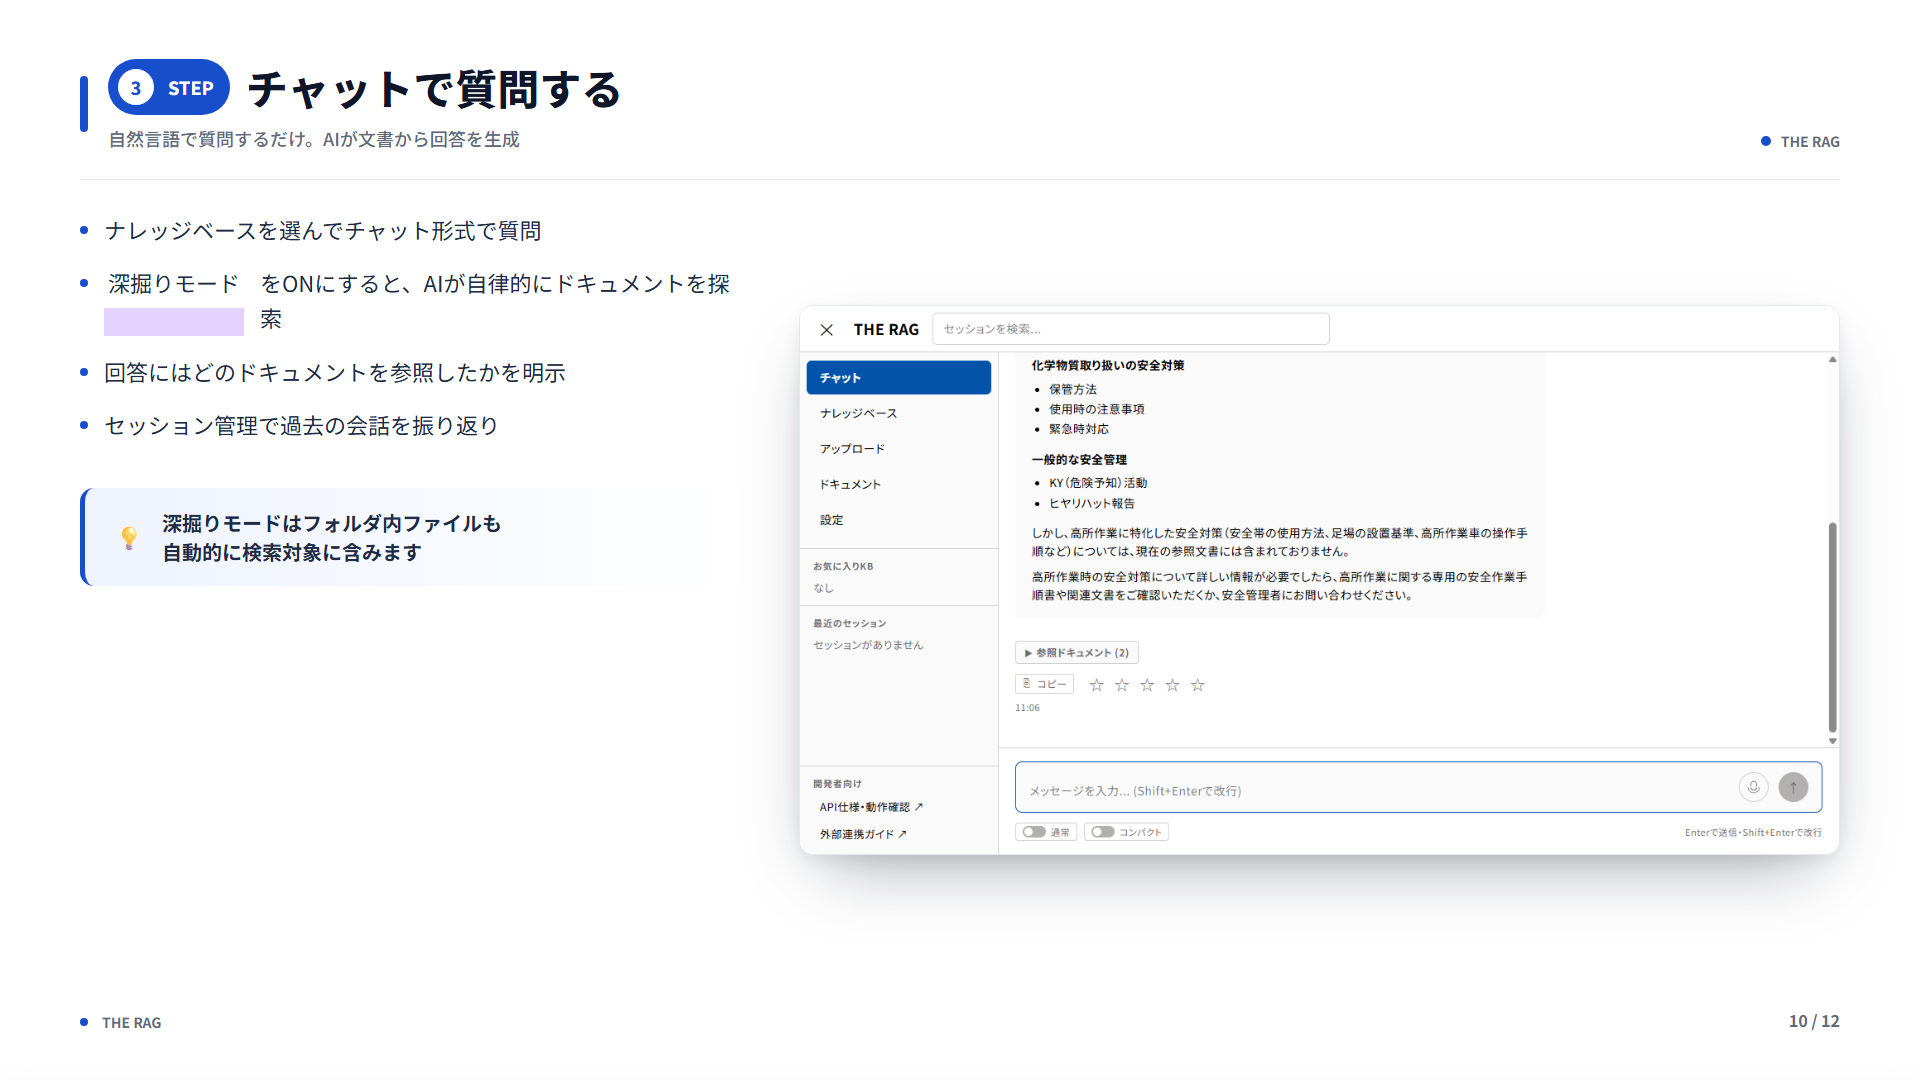 3 STEP チャットで質問する
自然言語で質問するだけ。AIが文書から回答を生成
THE RAG
ナレッジベースを選んでチャット形式で質問
深掘りモード をONにすると、AIが自律的にドキュメントを探
索
回答にはどのドキュメントを参照したかを明示
セッション管理で過去の会話を振り返り
深掘りモードはフォルダ内ファイルも
自動的に検索対象に含みます
THE RAG
セッションを検索...
チャット
ナレッジベース
アップロード
ドキュメント
設定
お気に入りKB
なし
最近のセッション
セッションがありません
開発者向け
API仕様・動作確認 ↗
外部連携ガイド ↗
化学物質取り扱いの安全対策
保管方法
使用時の注意事項
緊急時対応
一般的な安全管理
KY（危険予知）活動
ヒヤリハット報告
しかし、高所作業に特化した安全対策（安全帯の使用方法、足場の設置基準、高所作業車の操作手
順など）については、現在の参照文書には含まれておりません。
高所作業時の安全対策について詳しい情報が必要でしたら、高所作業に関する専用の安全作業手
順書や関連文書をご確認いただくか、安全管理者にお問い合わせください。
▶ 参照ドキュメント (2)
コピー ☆ ☆ ☆ ☆ ☆
11:06
メッセージを入力... (Shift+Enterで改行)
通常 コンパクト
Enterで送信・Shift+Enterで改行
THE RAG
10 / 12